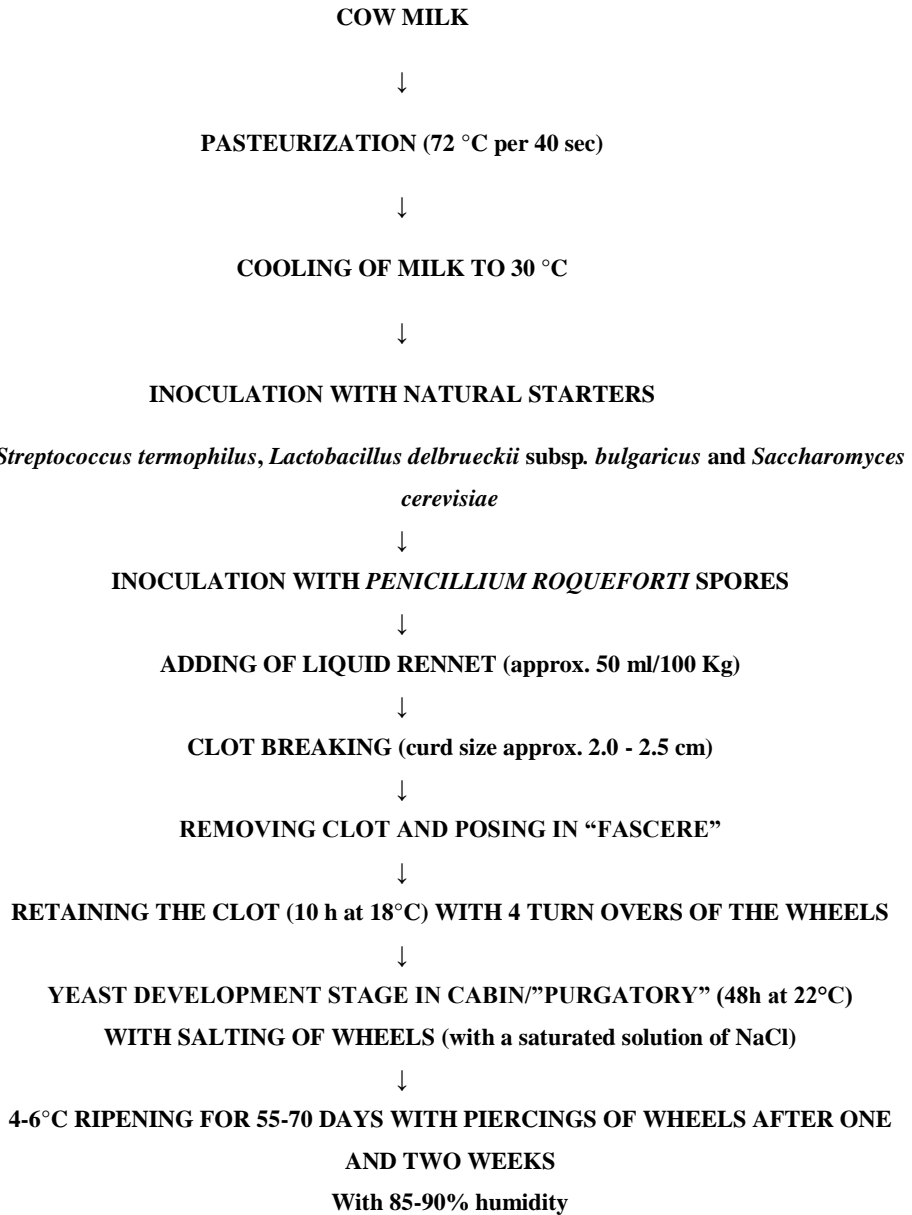 COW MILK
↓
PASTEURIZATION (72 °C per 40 sec)
↓
COOLING OF MILK TO 30 °C
↓
INOCULATION WITH NATURAL STARTERS
Streptococcus termophilus, Lactobacillus delbrueckii subsp. bulgaricus and Saccharomyces
cerevisiae
↓
INOCULATION WITH PENICILLIUM ROQUEFORTI SPORES
↓
ADDING OF LIQUID RENNET (approx. 50 ml/100 Kg)
↓
CLOT BREAKING (curd size approx. 2.0 - 2.5 cm)
↓
REMOVING CLOT AND POSING IN “FASCERE”
↓
RETAINING THE CLOT (10 h at 18°C) WITH 4 TURN OVERS OF THE WHEELS
↓
YEAST DEVELOPMENT STAGE IN CABIN/”PURGATORY” (48h at 22°C)
WITH SALTING OF WHEELS (with a saturated solution of NaCl)
↓
4-6°C RIPENING FOR 55-70 DAYS WITH PIERCINGS OF WHEELS AFTER ONE
AND TWO WEEKS
With 85-90% humidity